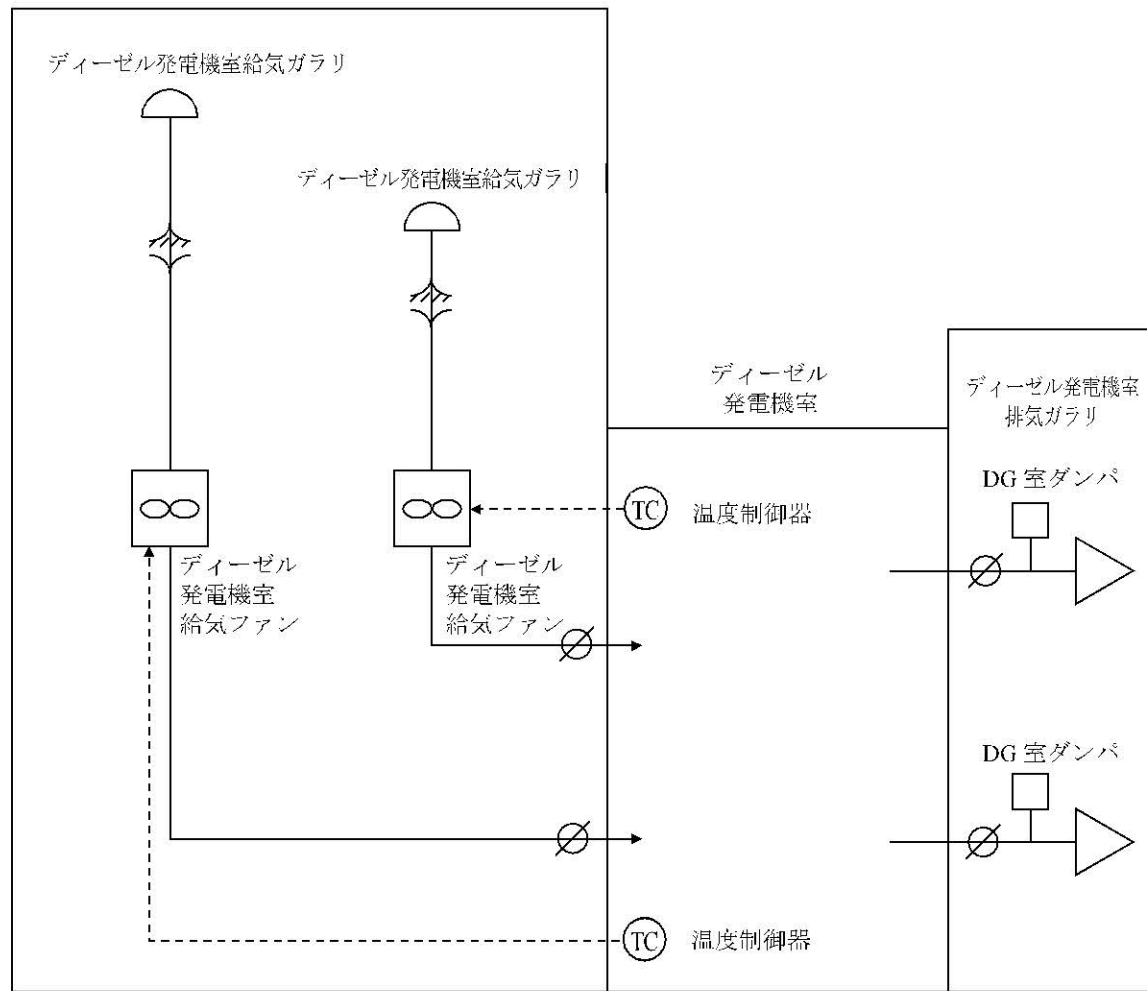 ディーゼル発電機室給気ガラリ
ディーゼル発電機室給気ガラリ
ディーゼル
発電機室
ディーゼル発電機室
排気ガラリ
DG 室ダンパ
TC
温度制御器
ディーゼル
発電機室
給気ファン
ディーゼル
発電機室
給気ファン
DG 室ダンパ
TC
温度制御器